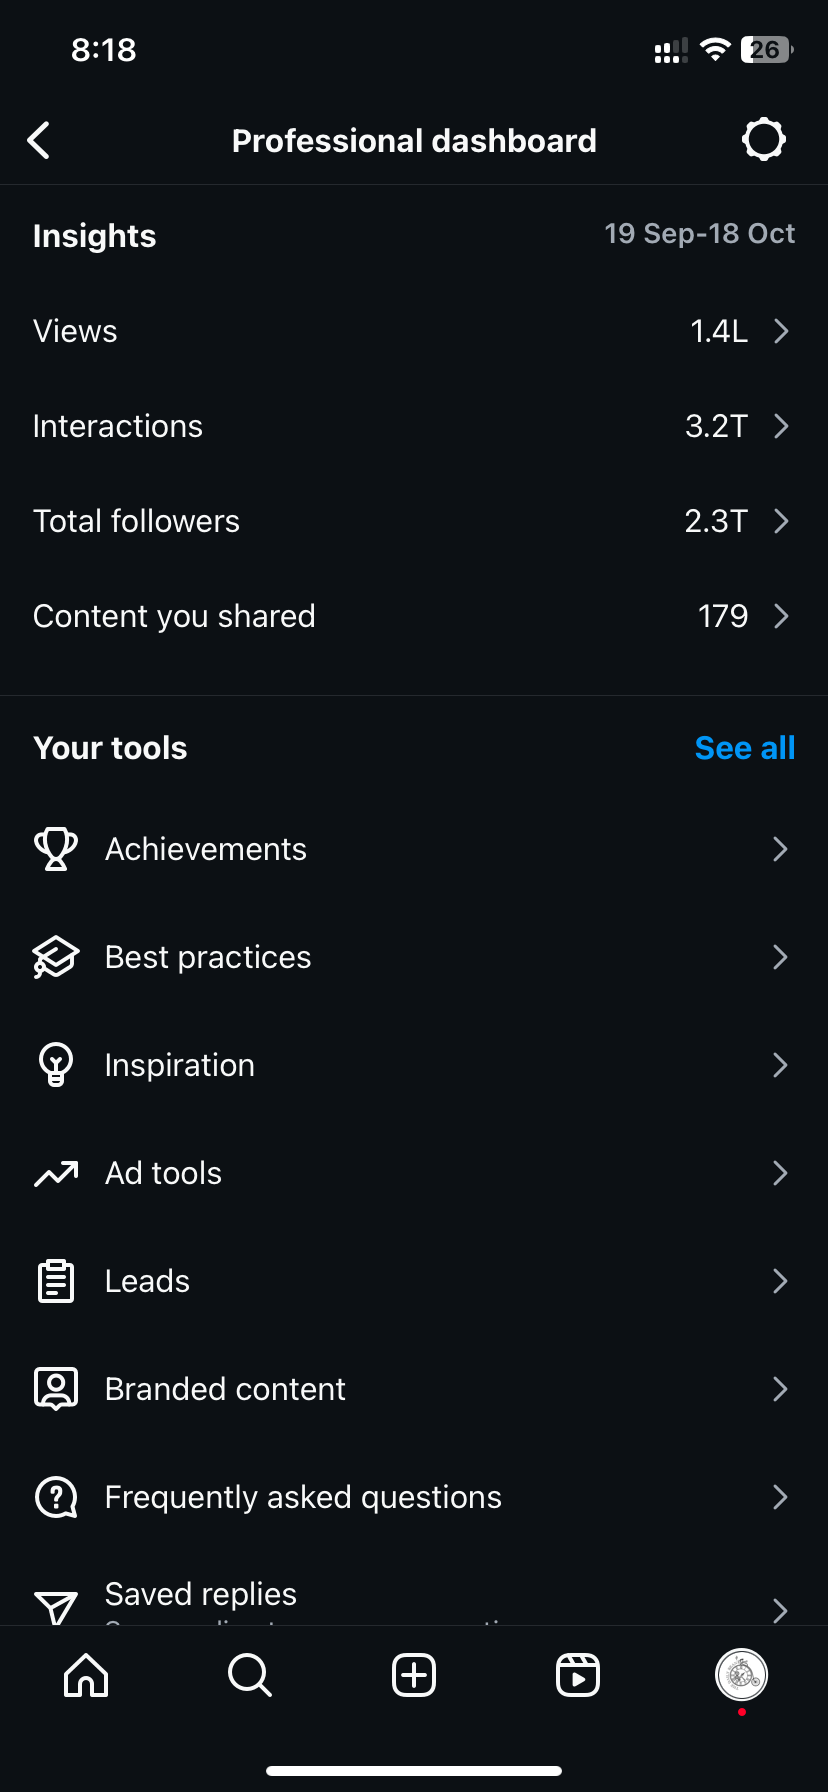 8:18
26
Professional dashboard
Insights
19 Sep-18 Oct
Views
1.4L
Interactions
3.2T
Total followers
2.3T
Content you shared
179
Your tools
See all
Achievements
Best practices
Inspiration
Ad tools
Leads
Branded content
Frequently asked questions
Saved replies